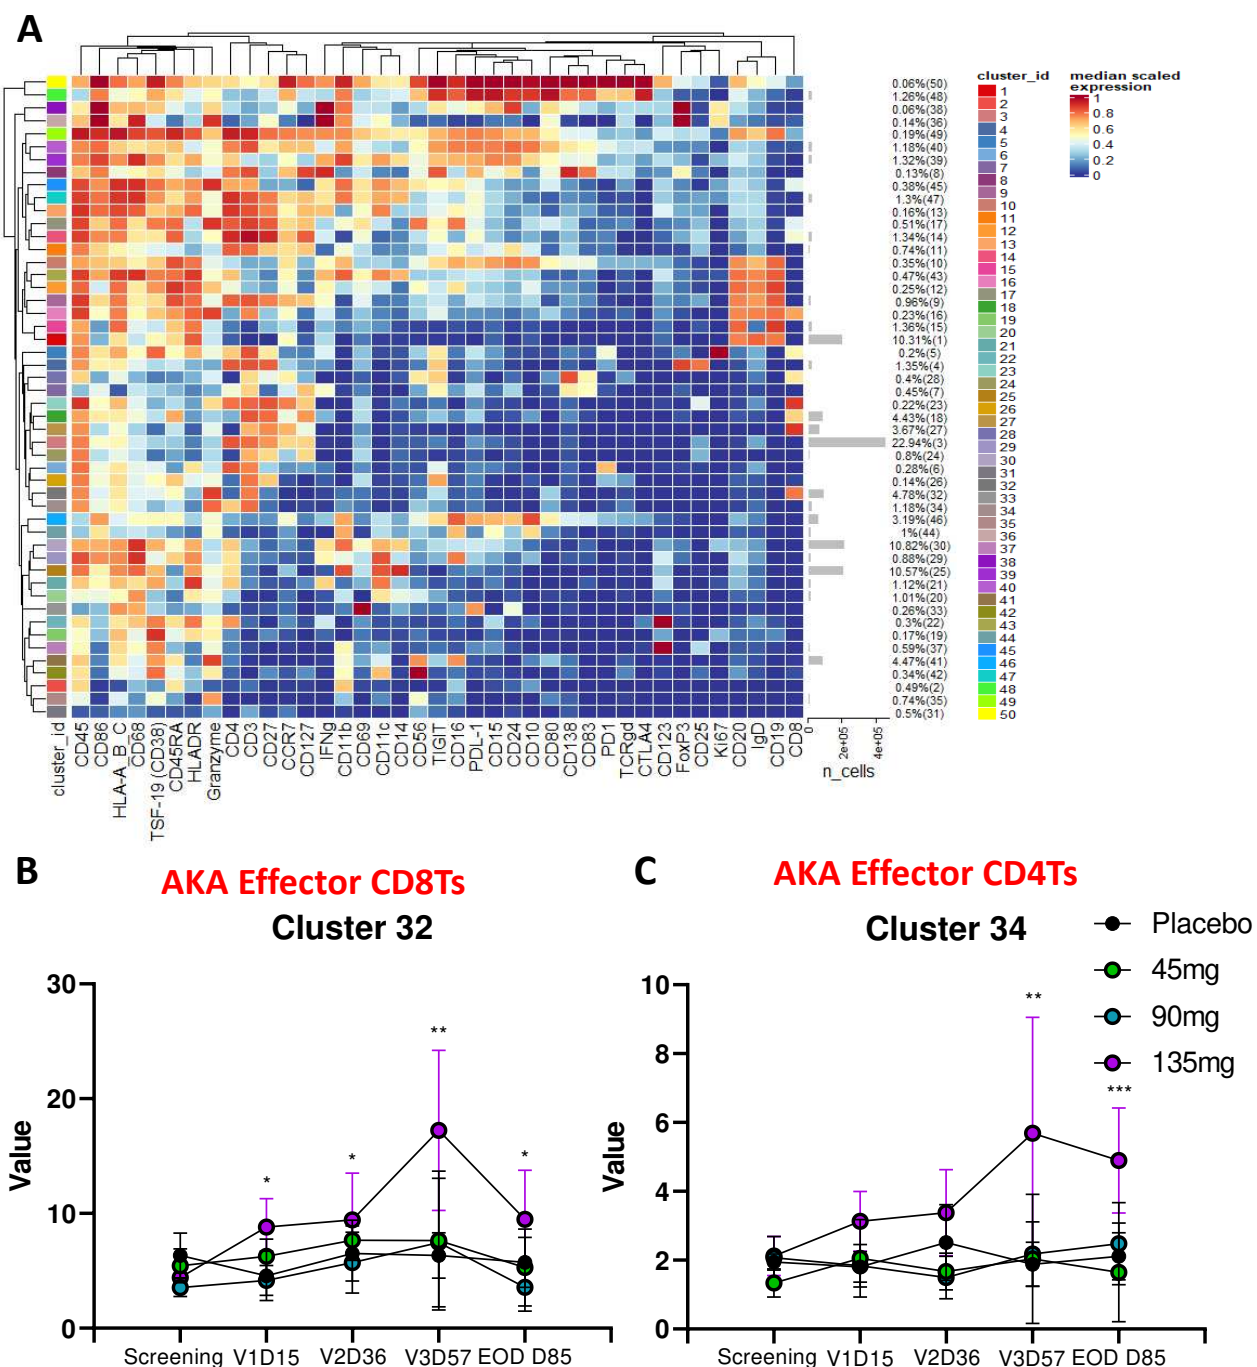 A
cluster_id
median scaled
expression
1
0.8
0.6
0.4
0.2
0
1
2
3
4
5
6
7
8
9
10
11
12
13
14
15
16
17
18
19
20
21
22
23
24
25
26
27
28
29
30
31
32
33
34
35
36
37
38
39
40
41
42
43
44
45
46
47
48
49
50
0.06%(50)
1.26%(48)
0.06%(38)
0.14%(36)
0.19%(49)
1.18%(40)
1.32%(39)
0.13%(8)
0.38%(45)
1.3%(47)
0.16%(13)
0.51%(17)
1.34%(14)
0.74%(11)
0.35%(10)
0.47%(43)
0.25%(12)
0.96%(9)
0.23%(16)
1.36%(15)
10.31%(1)
0.2%(5)
1.35%(4)
0.4%(28)
0.45%(7)
0.22%(23)
4.43%(18)
3.67%(27)
22.94%(3)
0.8%(24)
0.28%(6)
0.14%(26)
4.78%(32)
1.18%(34)
3.19%(46)
1%(44)
10.82%(30)
0.88%(29)
10.57%(25)
1.12%(21)
1.01%(20)
0.26%(33)
0.3%(22)
0.17%(19)
0.59%(37)
4.47%(41)
0.34%(42)
0.49%(2)
0.74%(35)
0.5%(31)
cluster_id
CD45
CD86
HLA-A_B_C
CD68
TSF-19 (CD38)
CD45RA
HLADR
Granzyme
CD4
CD3
CD27
CCR7
CD127
IFNg
CD11b
CD69
CD11c
CD14
CD56
TIGIT
CD16
PDL-1
CD15
CD24
CD10
CD80
CD138
CD83
PD1
TCRgd
CTLA4
CD123
FoxP3
CD25
Ki67
CD20
IgD
CD19
CD8
0
2e+05
4e+05
n_cells
B
AKA Effector CD8Ts
Cluster 32
Value
30
20
10
0
*
*
**
*
Screening V1D15 V2D36 V3D57 EOD D85
C
AKA Effector CD4Ts
Cluster 34
Value
10
8
6
4
2
0
**
***
Screening V1D15 V2D36 V3D57 EOD D85
Placebo
45mg
90mg
135mg